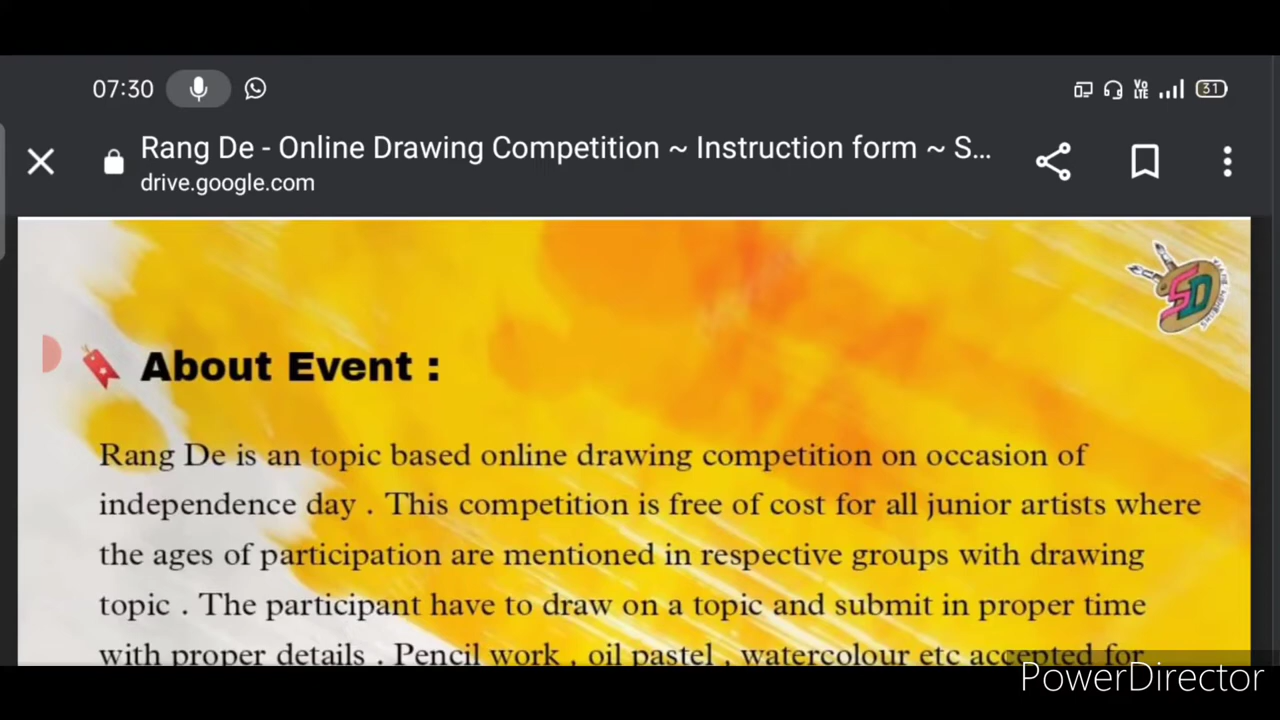 07:30
VoLTE
31
Rang De - Online Drawing Competition ~ Instruction form ~ S...
drive.google.com
SD
About Event :
Rang De is an topic based online drawing competition on occasion of
independence day . This competition is free of cost for all junior artists where
the ages of participation are mentioned in respective groups with drawing
topic . The participant have to draw on a topic and submit in proper time
with proper details . Pencil work , oil pastel , watercolour etc accepted for
PowerDirector